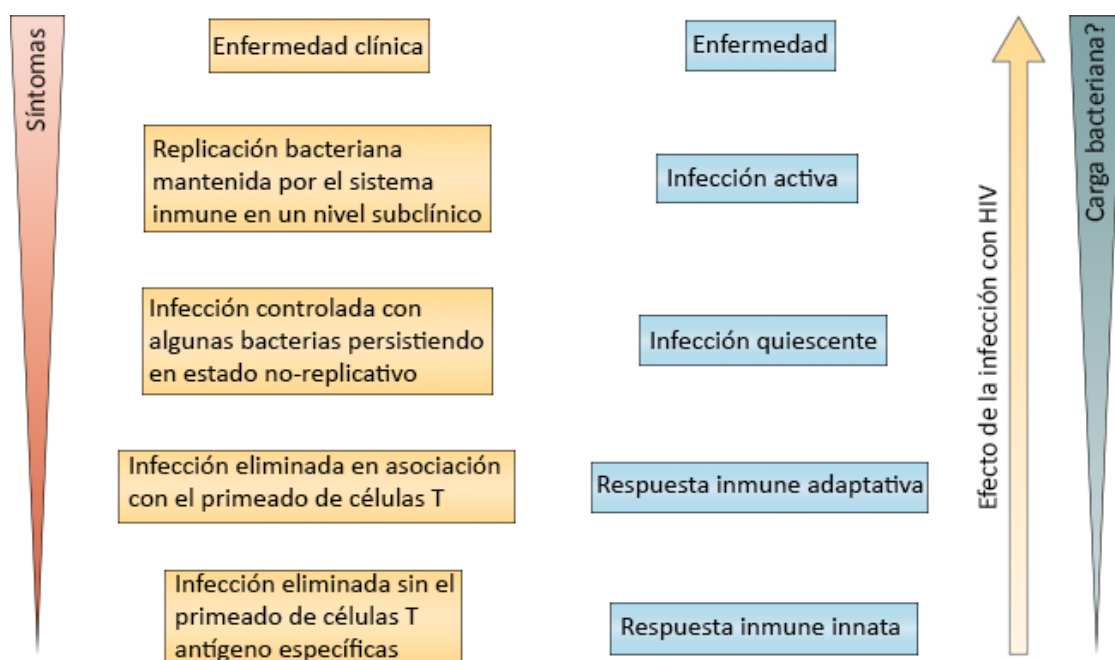 Síntomas
Enfermedad clínica
Enfermedad
Replicación bacteriana
mantenida por el sistema
inmune en un nivel subclínico
Infección activa
Infección controlada con
algunas bacterias persistiendo
en estado no-replicativo
Infección quiescente
Infección eliminada en asociación
con el primeado de células T
Respuesta inmune adaptativa
Infección eliminada sin el
primeado de células T
antígeno específicas
Respuesta inmune innata
Efecto de la infección con HIV
Carga bacteriana?